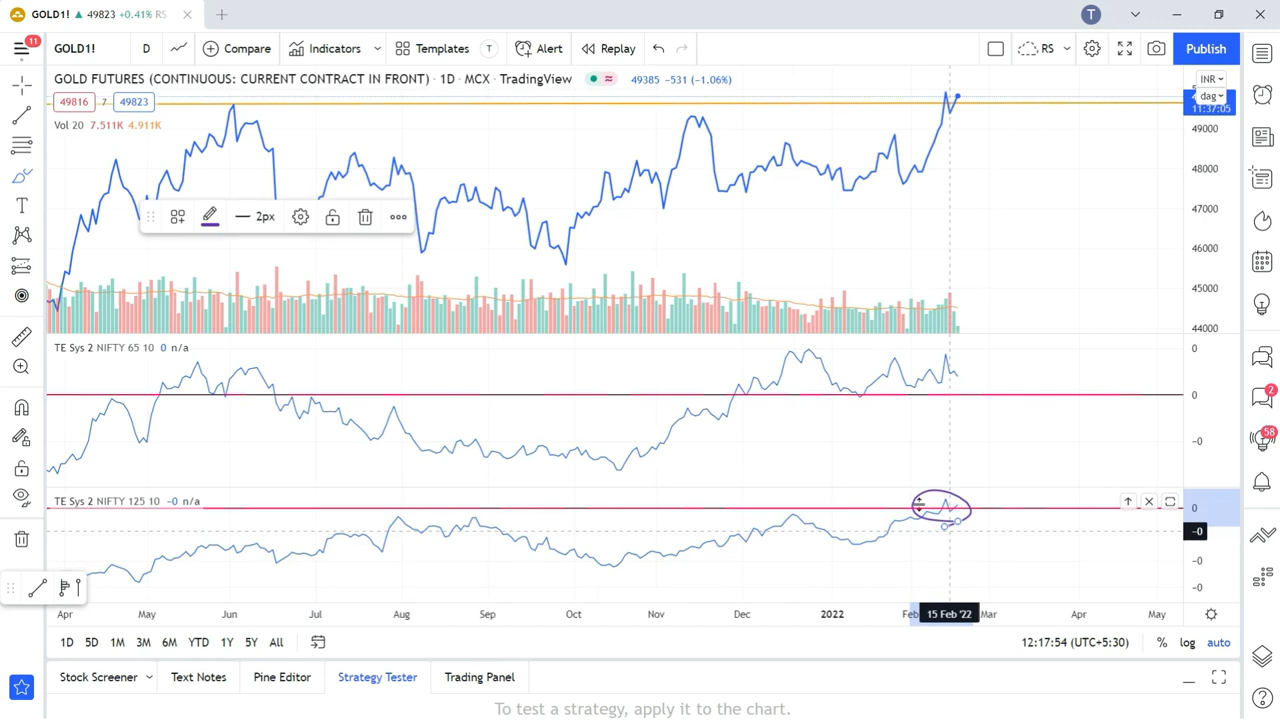 GOLD1! ▲ 49823 ▲ +0.41% RS
T
11
GOLD1! D Compare Indicators Templates T Alert Replay RS Publish
GOLD FUTURES (CONTINUOUS: CURRENT CONTRACT IN FRONT) · 1D · MCX · TradingView 49385 −531 (−1.06%)
INR
dag
49816 7 49823
11:37:05
Vol 20 7.511K 4.911K
49000
48000
47000
2px
46000
45000
44000
TE Sys 2 NIFTY 65 10 0 n/a
0
0
−0
2
58
TE Sys 2 NIFTY 125 10 −0 n/a
0
−0
−0
−0
Apr May Jun Jul Aug Sep Oct Nov Dec 2022 Feb 15 Feb '22 Mar Apr May
1D 5D 1M 3M 6M YTD 1Y 5Y All 12:17:54 (UTC+5:30) % log auto
Stock Screener Text Notes Pine Editor Strategy Tester Trading Panel
To test a strategy, apply it to the chart.